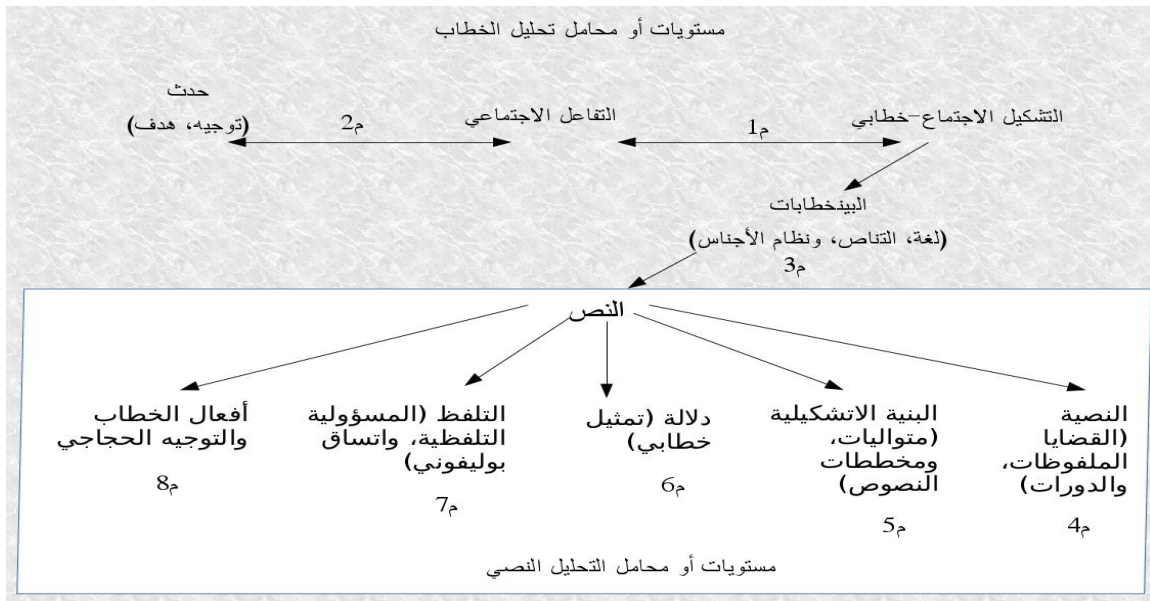 مستويات أو محامل تحليل الخطاب
التشكيل الاجتماع-خطابي
م1
التفاعل الاجتماعي
م2
حدث
(توجيه، هدف)
البينخطابات
(لغة، التناص، ونظام الأجناس)
م3
النص
النصية
(القضايا
الملفوظات،
والدورات)
م4
البنية الاتشكيلية
(متواليات،
ومخططات
النصوص)
م5
دلالة (تمثيل
خطابي)
م6
التلفظ (المسؤولية
التلفظية، واتساق
بوليفوني)
م7
أفعال الخطاب
والتوجيه الحجاجي
م8
مستويات أو محامل التحليل النصي